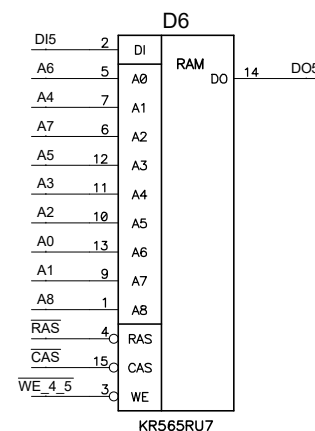 D6
DI5 2 DI RAM
A6 5 A0 DO 14 DO5
A4 7 A1
A7 6 A2
A5 12 A3
A3 11 A4
A2 10 A5
A0 13 A6
A1 9 A7
A8 1 A8
RAS 4 RAS
CAS 15 CAS
WE_4_5 3 WE
KR565RU7